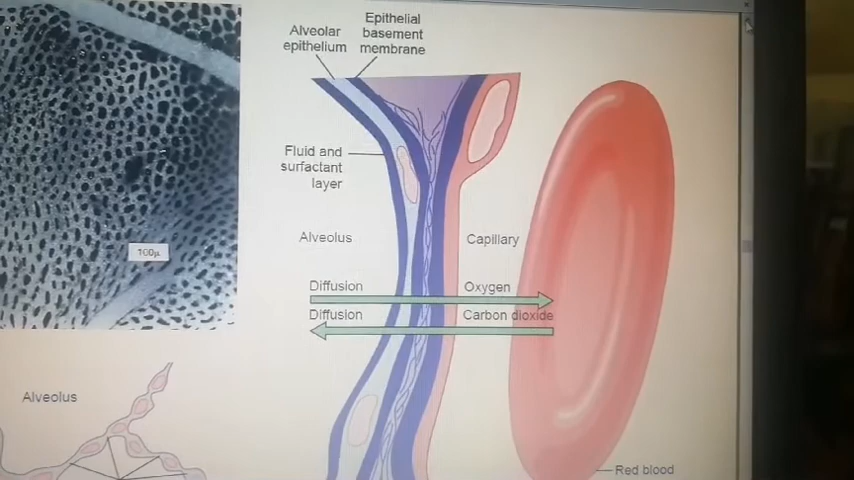 Alveolar
epithelium
Epithelial
basement
membrane
Fluid and
surfactant
layer
100µ
Alveolus
Capillary
Diffusion
Oxygen
Diffusion
Carbon dioxide
Alveolus
Red blood